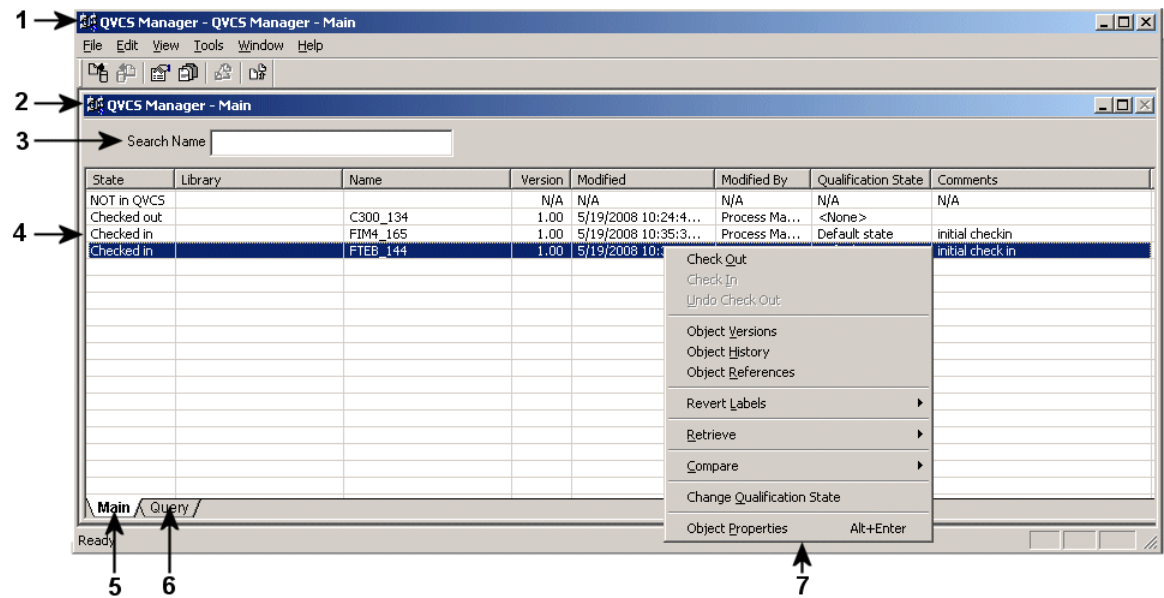 1 QVCS Manager - QVCS Manager - Main
File Edit View Tools Window Help
2 QVCS Manager - Main
3 Search Name
State Library Name Version Modified Modified By Qualification State Comments
NOT in QVCS N/A N/A N/A N/A N/A
Checked out C300_134 1.00 5/19/2008 10:24:4... Process Ma... <None>
4 Checked in FIM4_165 1.00 5/19/2008 10:35:3... Process Ma... Default state initial checkin
Checked in FTEB_144 1.00 5/19/2008 10:3 initial check in
Check Out
Check In
Undo Check Out
Object Versions
Object History
Object References
Revert Labels
Retrieve
Compare
Change Qualification State
Object Properties Alt+Enter
Main Query
Ready
5 6 7